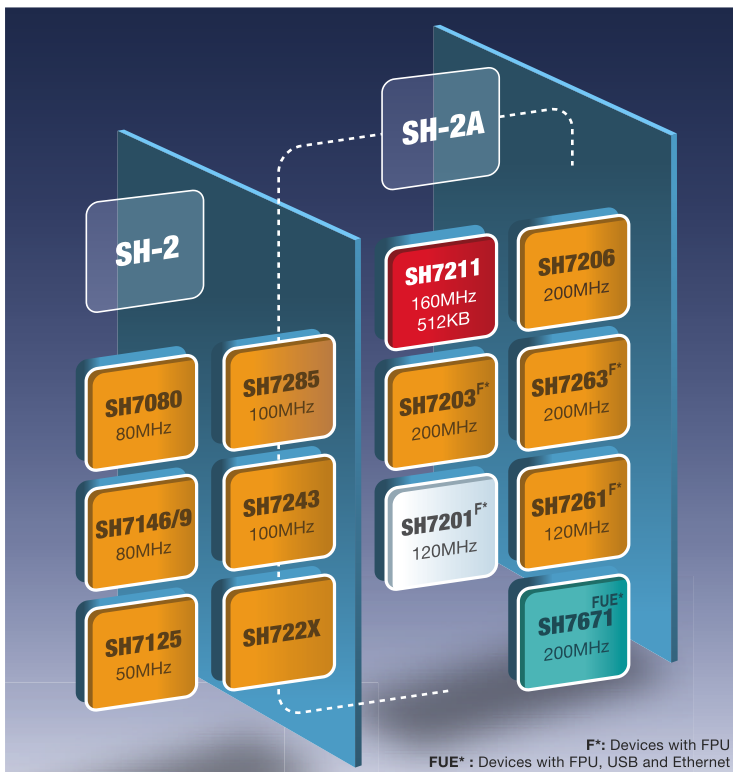 SH-2A
SH-2
SH7211
160MHz
512KB
SH7206
200MHz
SH7080
80MHz
SH7285
100MHz
SH7203F*
200MHz
SH7263F*
200MHz
SH7146/9
80MHz
SH7243
100MHz
SH7201F*
120MHz
SH7261F*
120MHz
SH7125
50MHz
SH722X
FUE*
SH7671
200MHz
F*: Devices with FPU
FUE* : Devices with FPU, USB and Ethernet